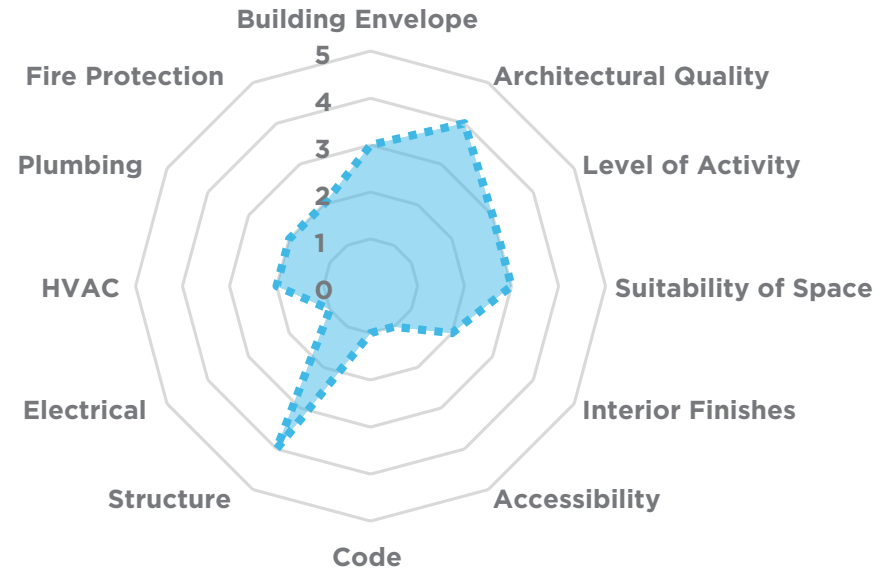 Building Envelope
5
Fire Protection
Architectural Quality
4
3
Plumbing
Level of Activity
2
1
HVAC
0
Suitability of Space
Electrical
Interior Finishes
Structure
Accessibility
Code